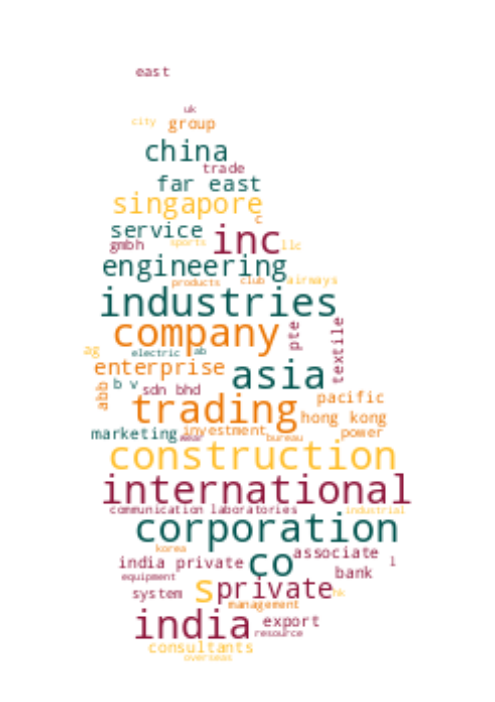 east
uk
city group
china
trade
far east
singapore
c
service inc
gmbh sports llc
engineering
products club airways
industries
company pte textile
ag electric ab
enterprise asia
abb b v sdn bhd
trading pacific
hong kong
marketing wear investment bureau power
construction
international
communication laboratories industrial
corporation
korea associate
india private co l
equipment bank
system s private hk
management
india export
resource
consultants
overseas